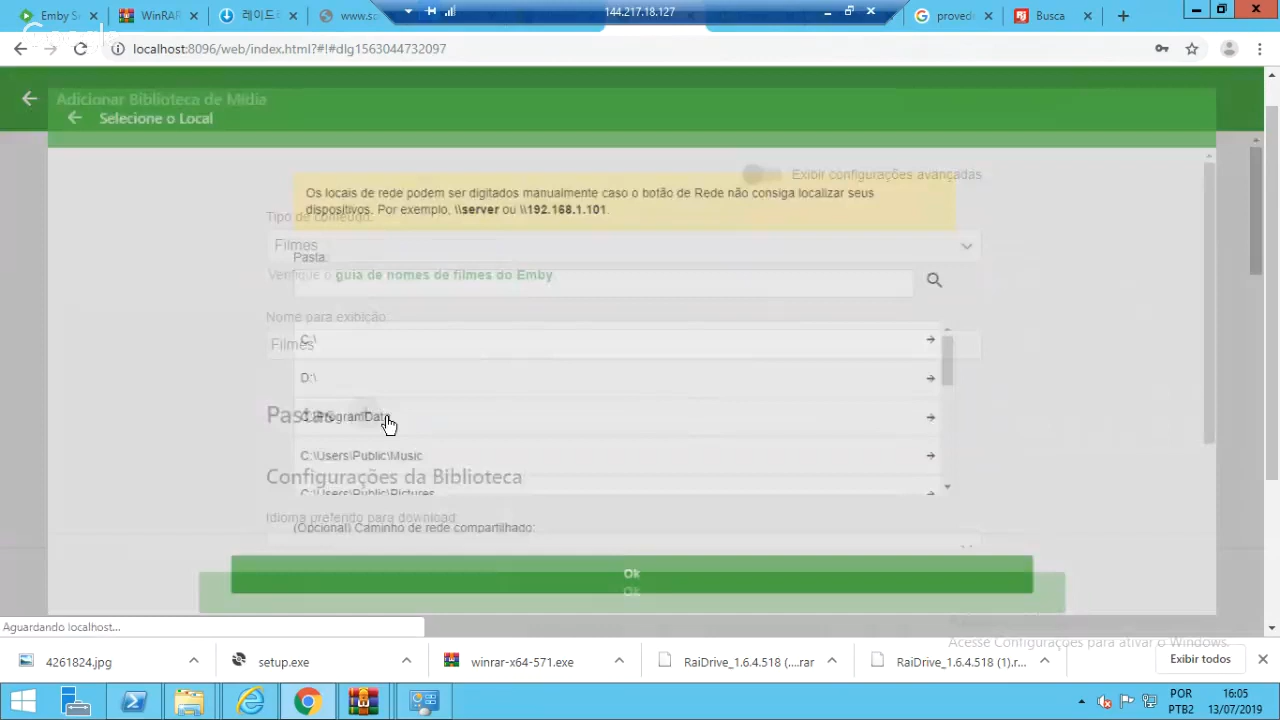 Emby Se
WinRAR
레이드
www.so
144.217.18.127
provede
Busca
localhost:8096/web/index.html?#!#dlg1563044732097
Adicionar Biblioteca de Mídia
Selecione o Local
Exibir configurações avançadas
Os locais de rede podem ser digitados manualmente caso o botão de Rede não consiga localizar seus
dispositivos. Por exemplo, \\server ou \\192.168.1.101.
Tipo de conteúdo:
Filmes
Pasta:
Verifique o guia de nomes de filmes do Emby.
Nome para exibição:
C:\
Filmes
D:\
Pastas
C:\ProgramData
C:\Users\Public\Music
Configurações da Biblioteca
C:\Users\Public\Pictures
Idioma preferido para download:
(Opcional) Caminho de rede compartilhado:
Ok
Ok
Aguardando localhost...
Acesse Configurações para ativar o Windows.
4261824.jpg
setup.exe
winrar-x64-571.exe
RaiDrive_1.6.4.518 (....rar
RaiDrive_1.6.4.518 (1).r...
Exibir todos
POR
PTB2
16:05
13/07/2019